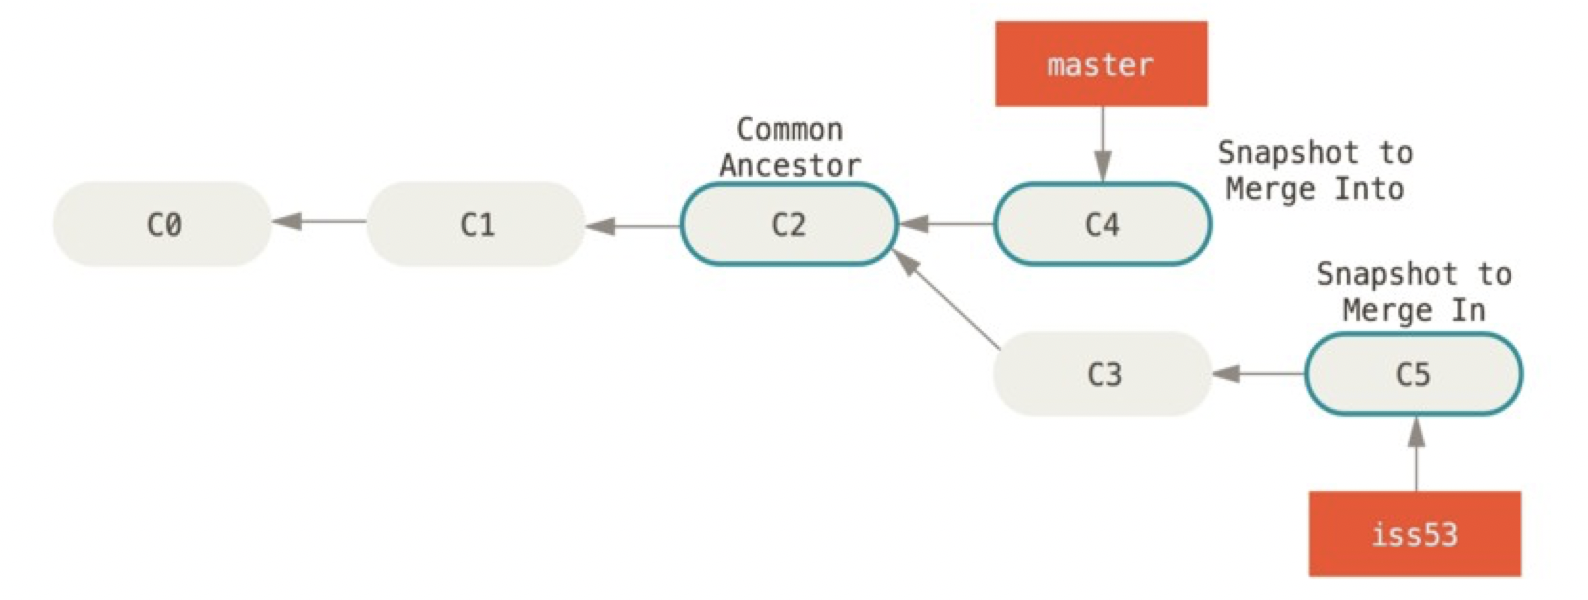 master
Common
Ancestor
Snapshot to
Merge Into
C0
C1
C2
C4
Snapshot to
Merge In
C3
C5
iss53